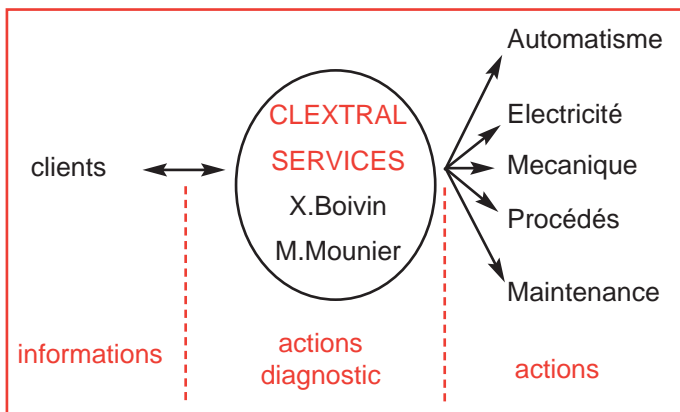 clients
CLEXTRAL
SERVICES
X.Boivin
M.Mounier
Automatisme
Electricité
Mecanique
Procédés
Maintenance
informations
actions
diagnostic
actions